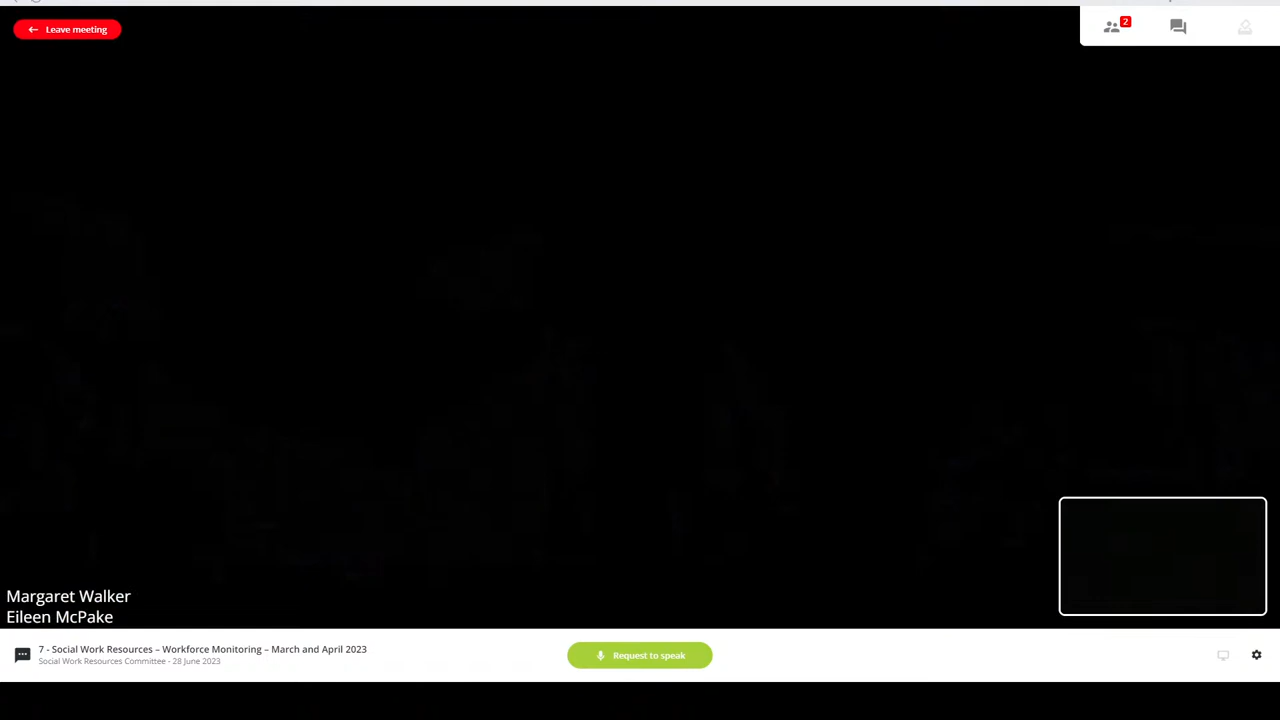 Leave meeting
2
Margaret Walker
Eileen McPake
7 - Social Work Resources – Workforce Monitoring – March and April 2023
Social Work Resources Committee - 28 June 2023
Request to speak